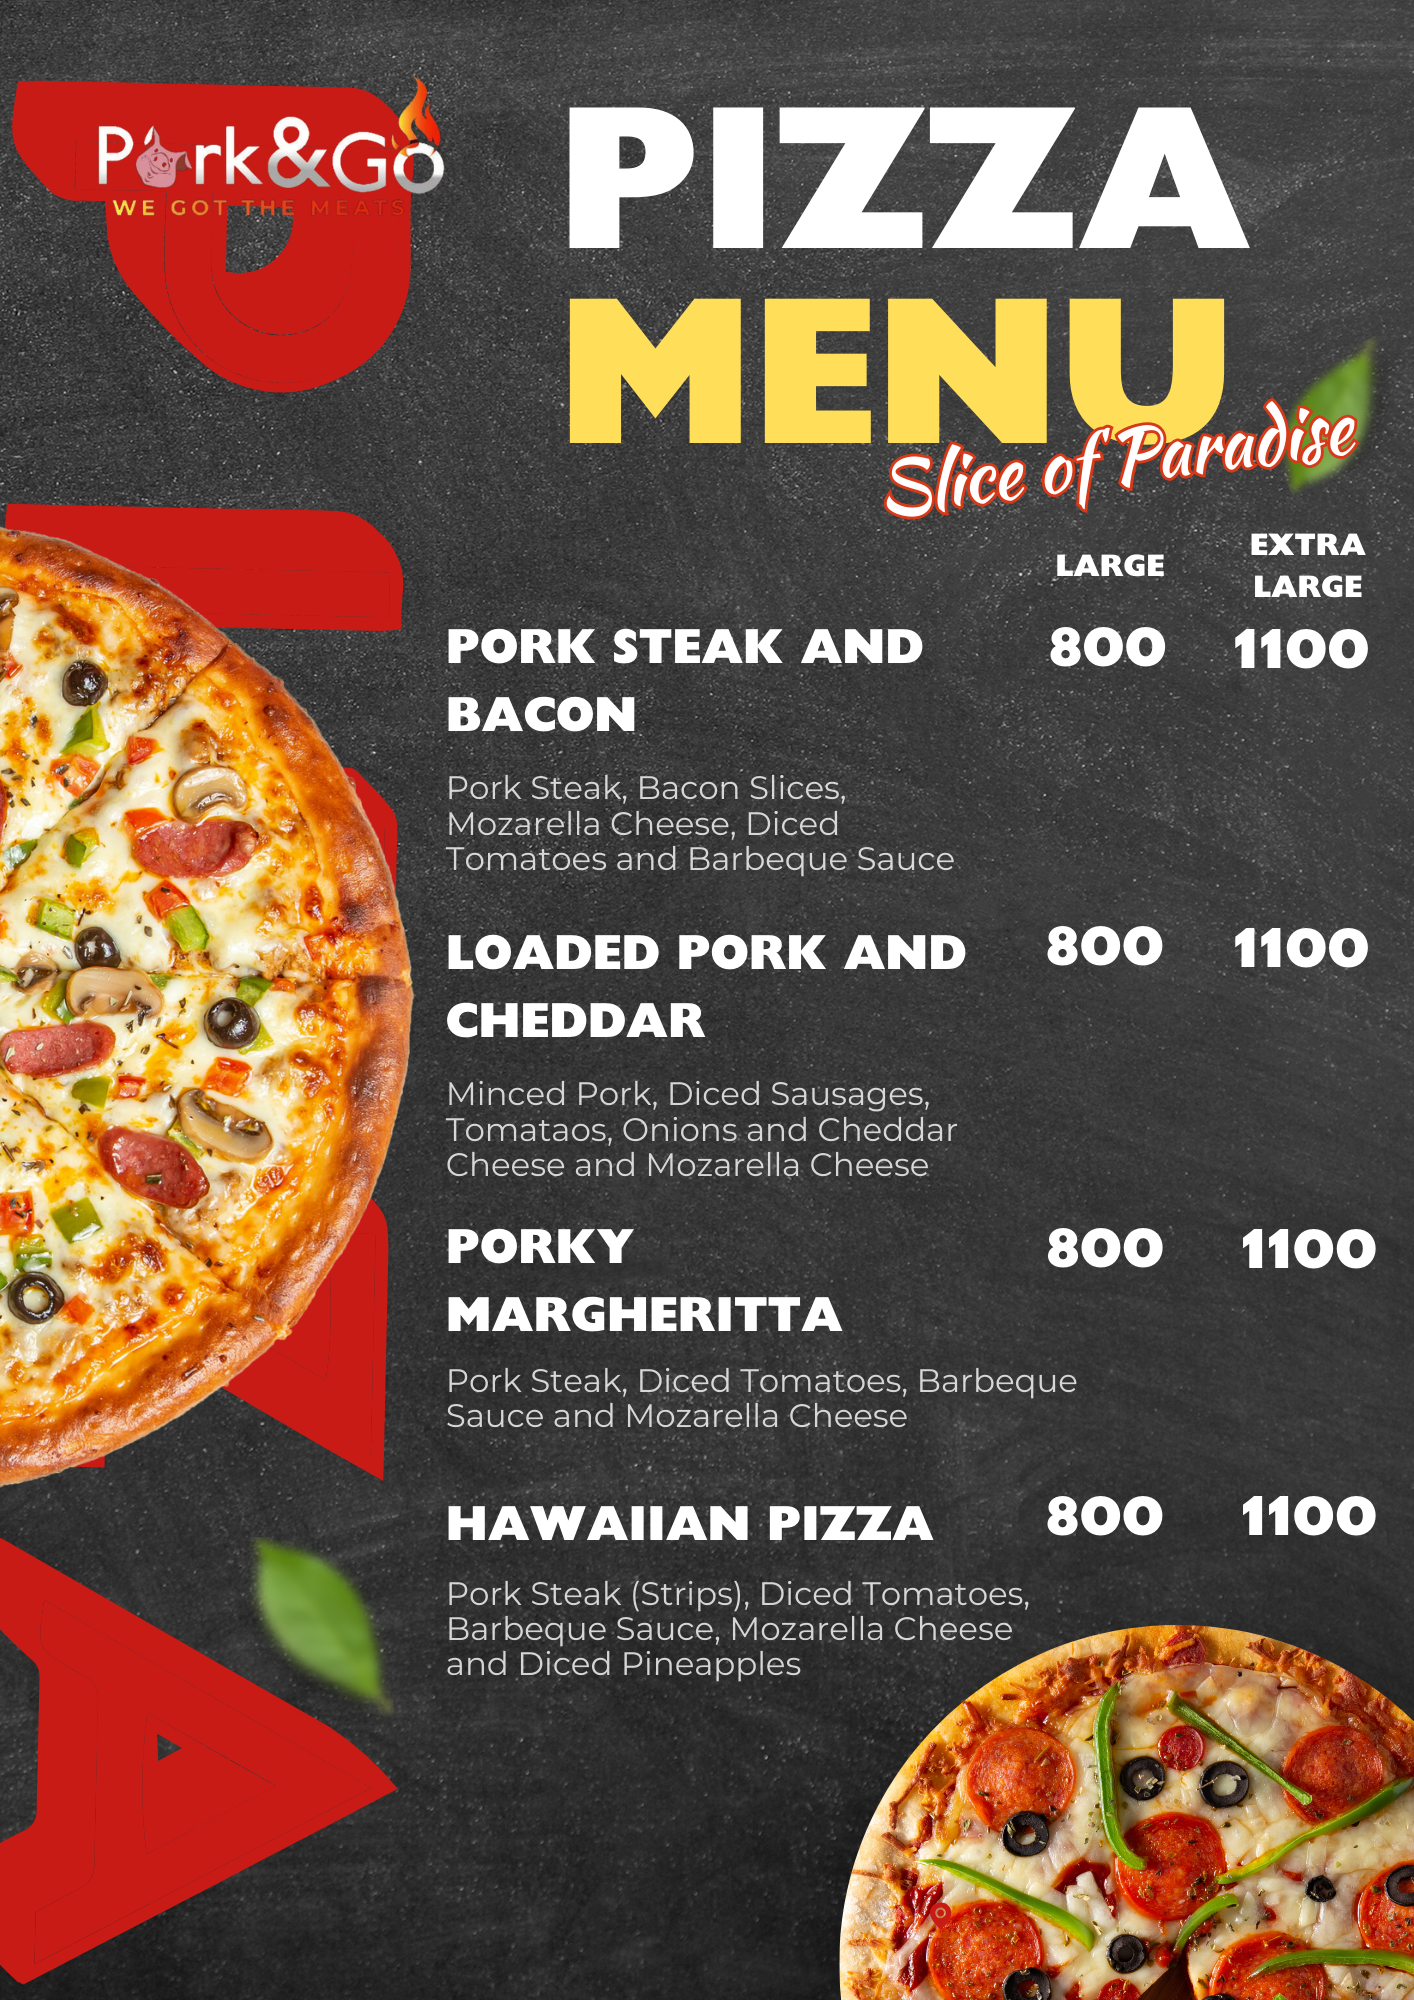 Pork&Go
WE GOT THE MEATS
PIZZA
MENU
Slice of Paradise
LARGE
EXTRA
LARGE
PORK STEAK AND 800 1100
BACON
Pork Steak, Bacon Slices,
Mozarella Cheese, Diced
Tomatoes and Barbeque Sauce
LOADED PORK AND 800 1100
CHEDDAR
Minced Pork, Diced Sausages,
Tomataos, Onions and Cheddar
Cheese and Mozarella Cheese
PORKY 800 1100
MARGHERITTA
Pork Steak, Diced Tomatoes, Barbeque
Sauce and Mozarella Cheese
HAWAIIAN PIZZA 800 1100
Pork Steak (Strips), Diced Tomatoes,
Barbeque Sauce, Mozarella Cheese
and Diced Pineapples
PIZZA